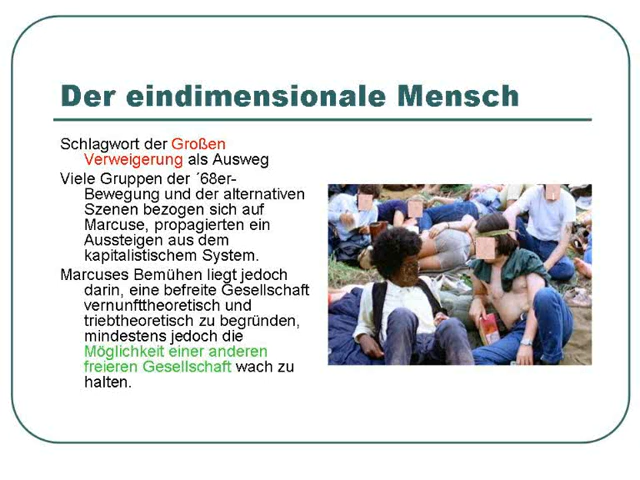 Der eindimensionale Mensch
Schlagwort der Großen
Verweigerung als Ausweg
Viele Gruppen der ´68er-
Bewegung und der alternativen
Szenen bezogen sich auf
Marcuse, propagierten ein
Aussteigen aus dem
kapitalistischem System.
Marcuses Bemühen liegt jedoch
darin, eine befreite Gesellschaft
vernunfttheoretisch und
triebtheoretisch zu begründen,
mindestens jedoch die
Möglichkeit einer anderen
freieren Gesellschaft wach zu
halten.